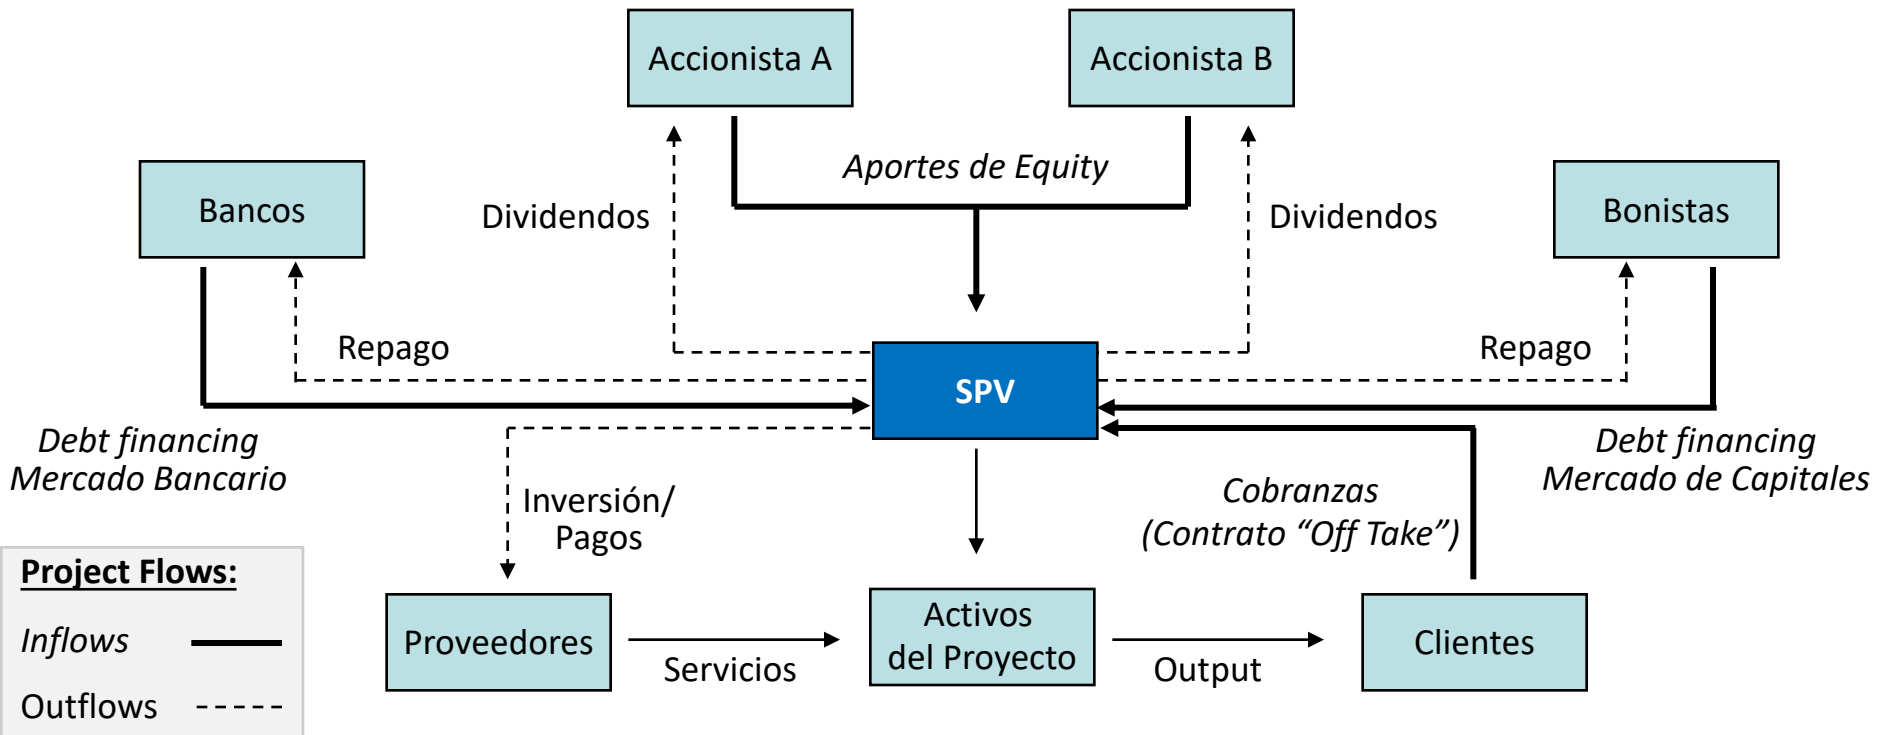 Accionista A
Accionista B
Aportes de Equity
Bancos
Dividendos
Dividendos
Bonistas
Repago
Repago
SPV
Debt financing
Mercado Bancario
Debt financing
Mercado de Capitales
Inversión/
Pagos
Cobranzas
(Contrato “Off Take”)
Project Flows:
Inflows
Outflows
Proveedores
Servicios
Activos
del Proyecto
Output
Clientes